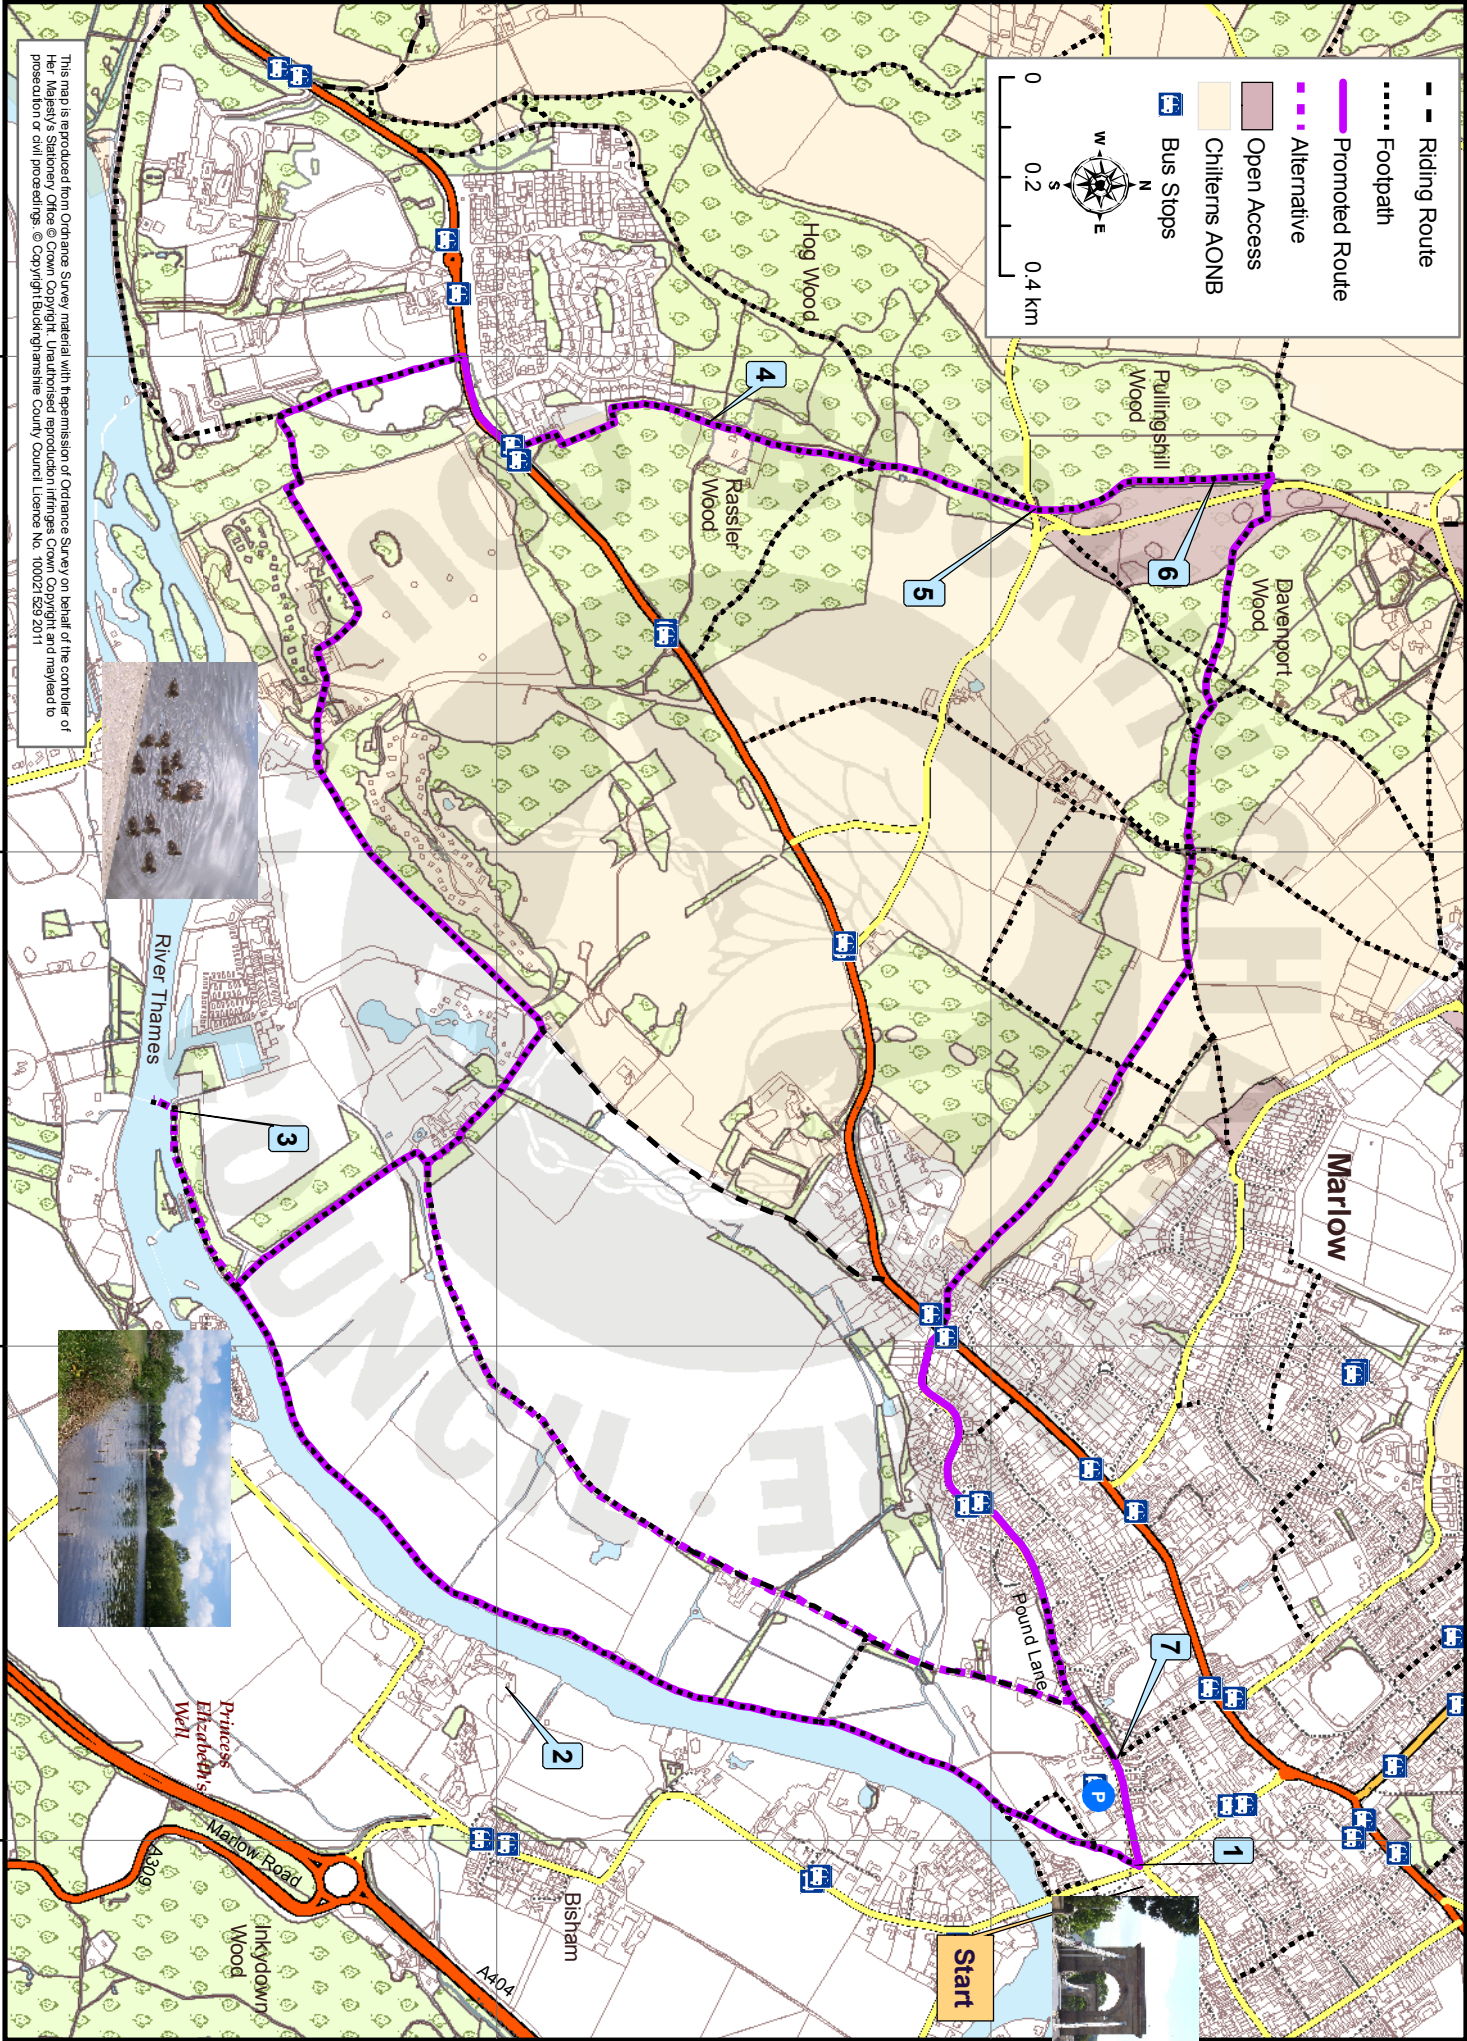 Riding Route
Footpath
Promoted Route
Alternative
Open Access
Chilterns AONB
Bus Stops
N
W
E
S
0
0.2
0.4 km
Hog Wood
Pullingshill
Wood
Davenport
Wood
Rassler
Wood
Marlow
4
5
6
3
7
2
1
P
Pound Lane
River Thames
Start
Bisham
Princess
Elizabeth's
Well
Marlow Road
A309
A404
Inkydown
Wood
BUCKINGHAMSHIRE · COUNTY COUNCIL ·
This map is reproduced from Ordnance Survey material with the permission of Ordnance Survey on behalf of the controller of
Her Majesty's Stationery Office © Crown Copyright. Unauthorised reproduction infringes Crown Copyright and may lead to
prosecution or civil proceedings. © Copyright Buckinghamshire County Council Licence No. 100021529 2011